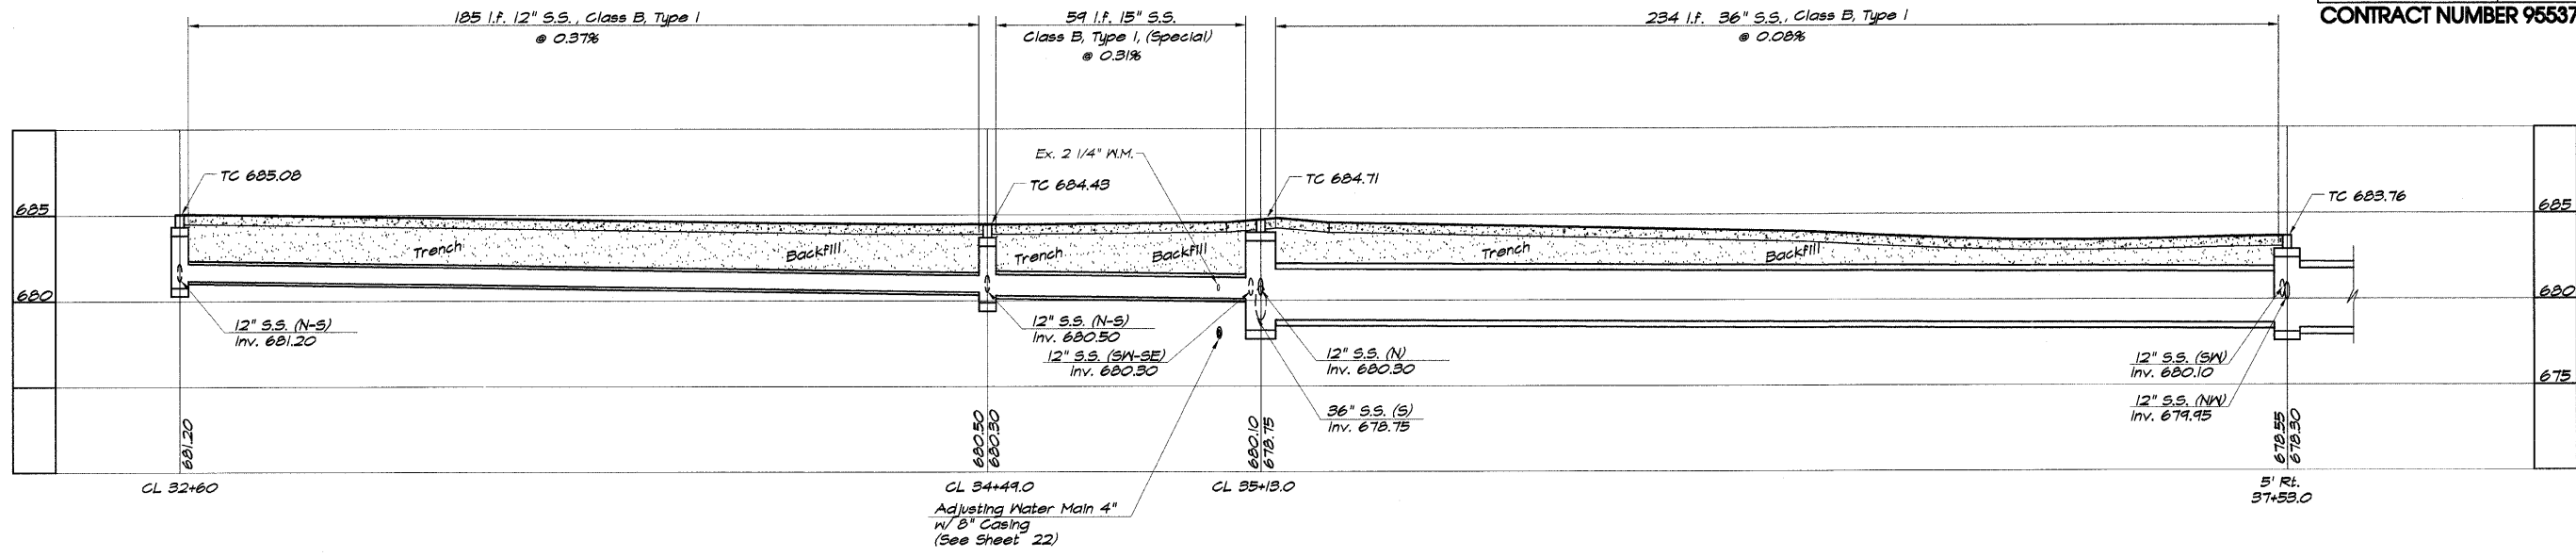 CONTRACT NUMBER 95537
185 l.f. 12" S.S., Class B, Type 1
@ 0.37%
59 l.f. 15" S.S.
Class B, Type 1, (Special)
@ 0.31%
234 l.f. 36" S.S., Class B, Type 1
@ 0.08%
Ex. 2 1/4" W.M.
TC 685.08
TC 684.43
TC 684.71
TC 683.76
685
685
Trench
Backfill
Trench
Backfill
Trench
Backfill
680
680
12" S.S. (N-S)
Inv. 681.20
12" S.S. (N-S)
Inv. 680.50
12" S.S. (SW-SE)
Inv. 680.30
12" S.S. (N)
Inv. 680.30
12" S.S. (SW)
Inv. 680.10
36" S.S. (S)
Inv. 678.75
12" S.S. (NW)
Inv. 679.95
675
681.20
680.50
680.30
680.10
678.75
678.55
678.30
CL 32+60
CL 34+49.0
CL 35+13.0
5' Rt.
37+53.0
Adjusting Water Main 4"
w/ 8" Casing
(See Sheet 22)